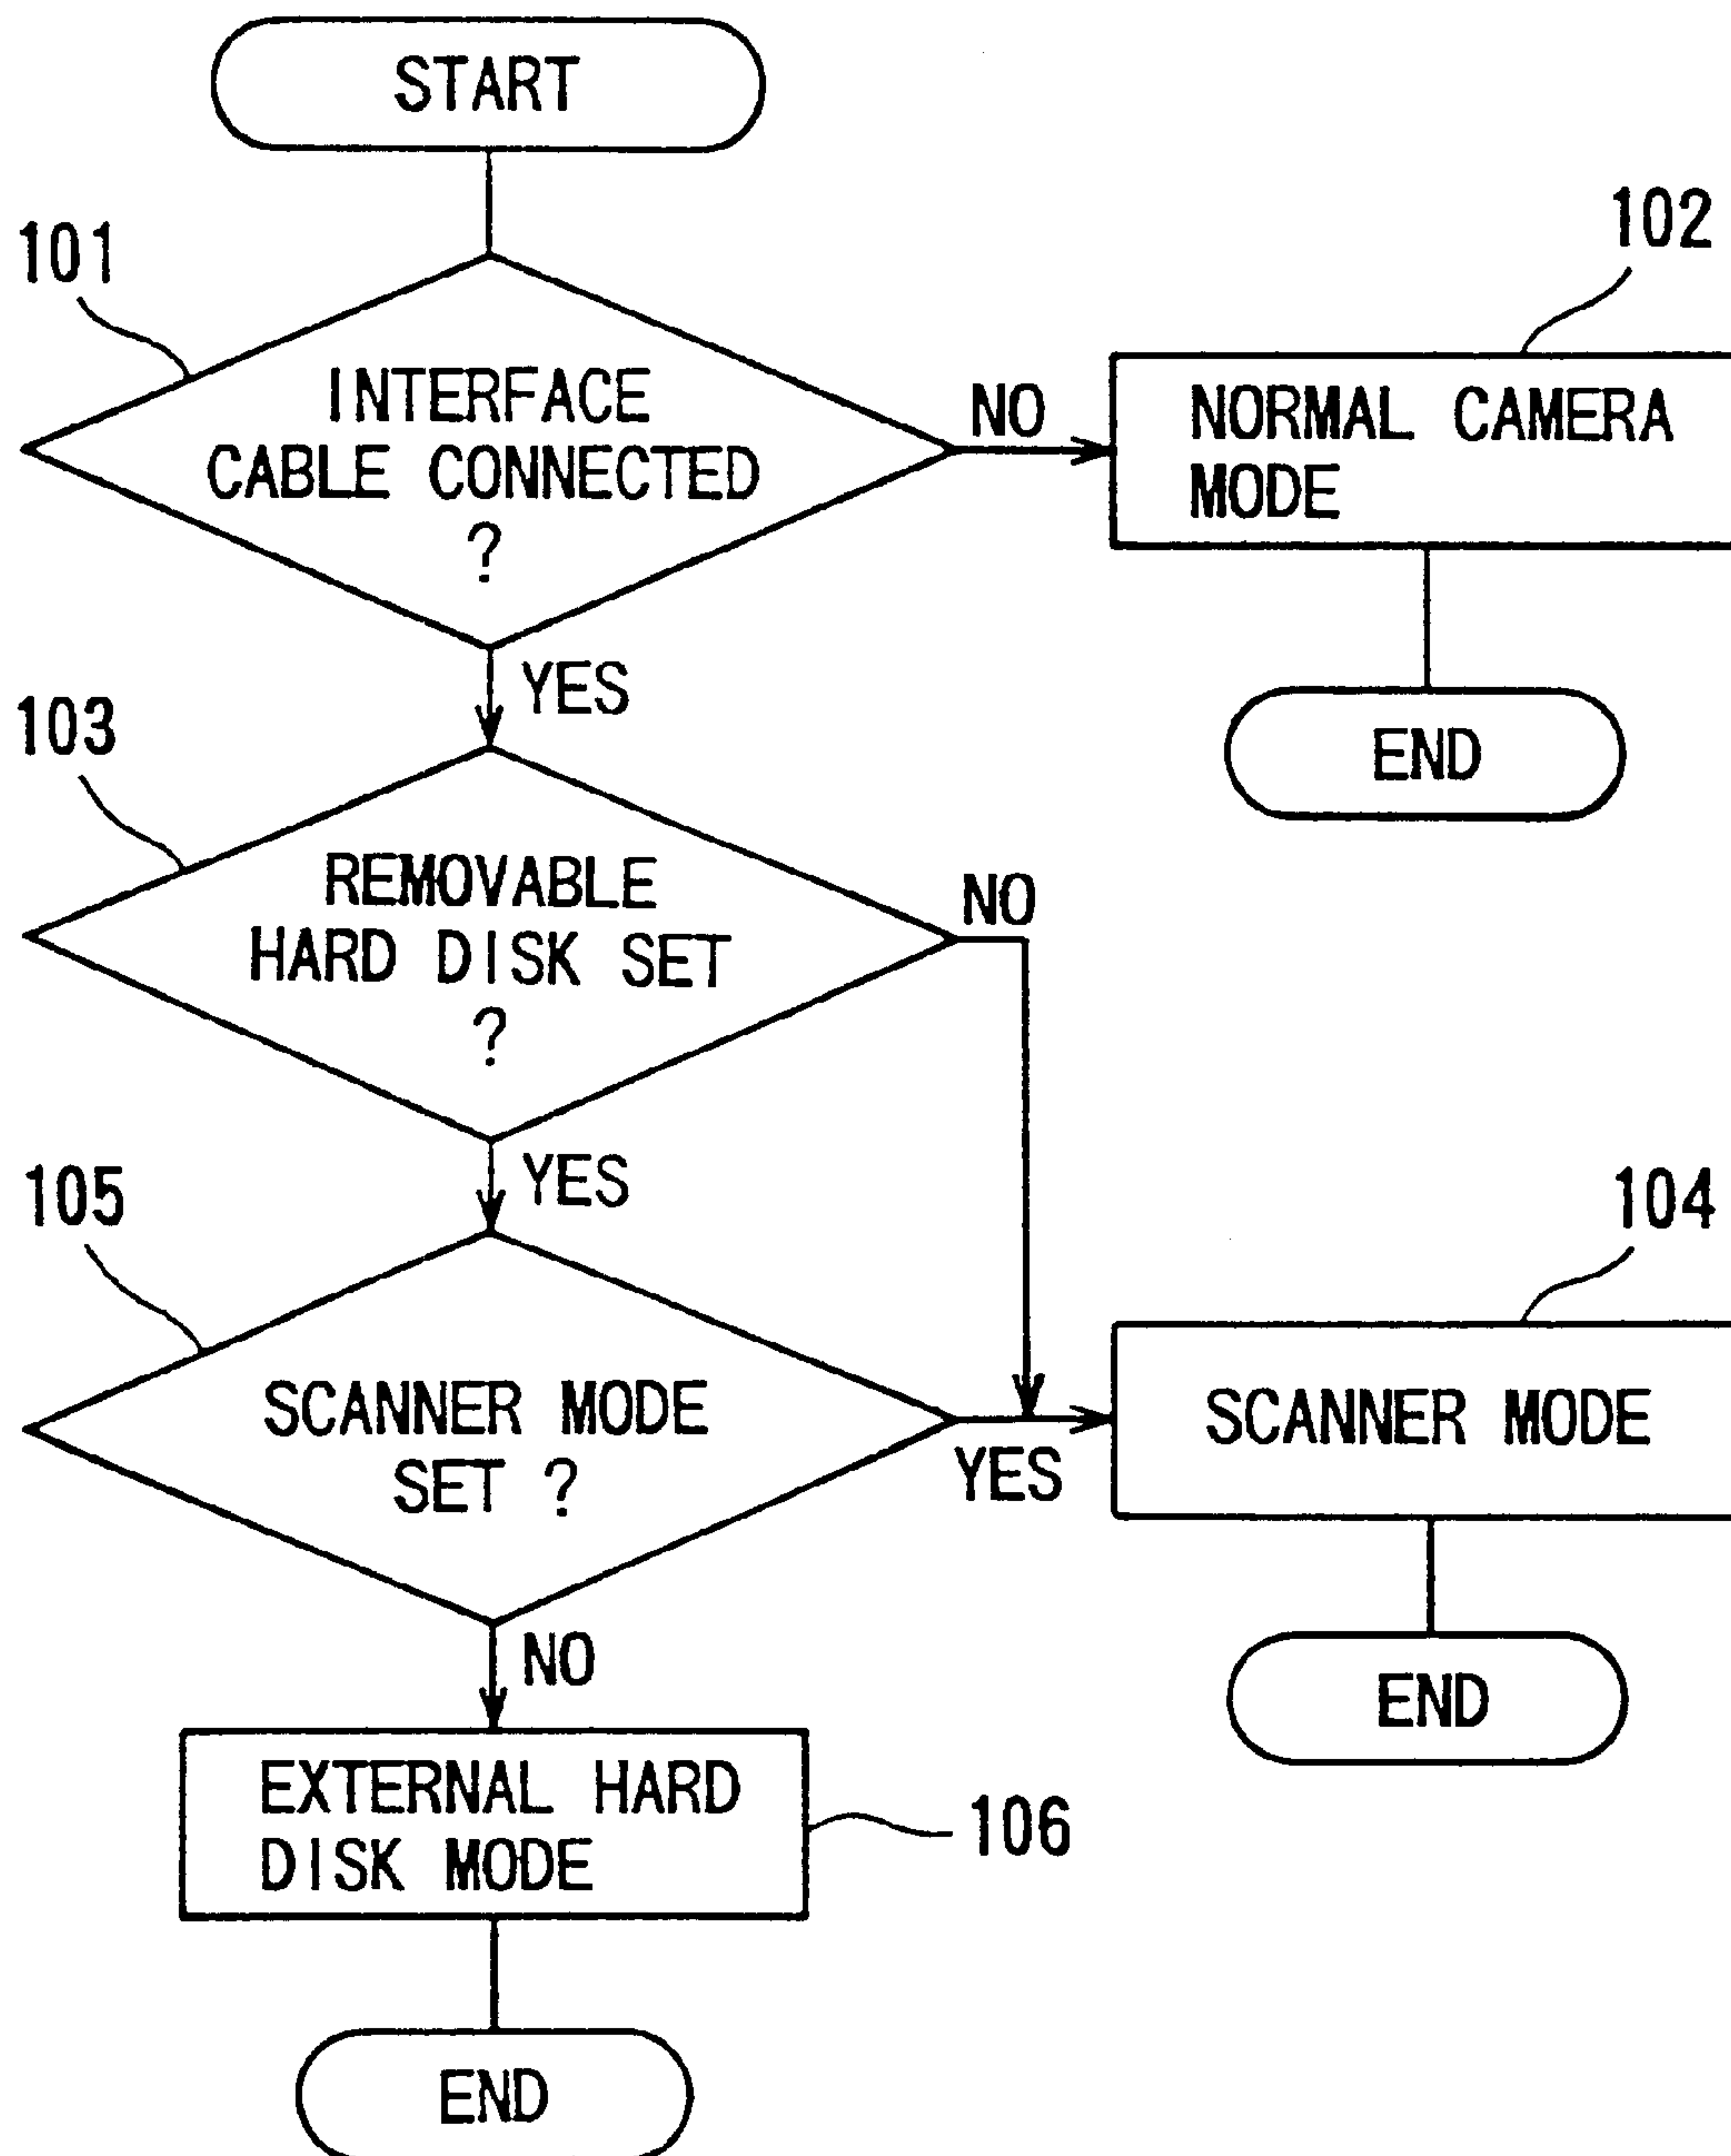 START
101
INTERFACE
CABLE CONNECTED
?
NO
102
NORMAL CAMERA
MODE
END
YES
103
REMOVABLE
HARD DISK SET
?
NO
YES
105
SCANNER MODE
SET ?
YES
104
SCANNER MODE
END
NO
EXTERNAL HARD
DISK MODE
106
END